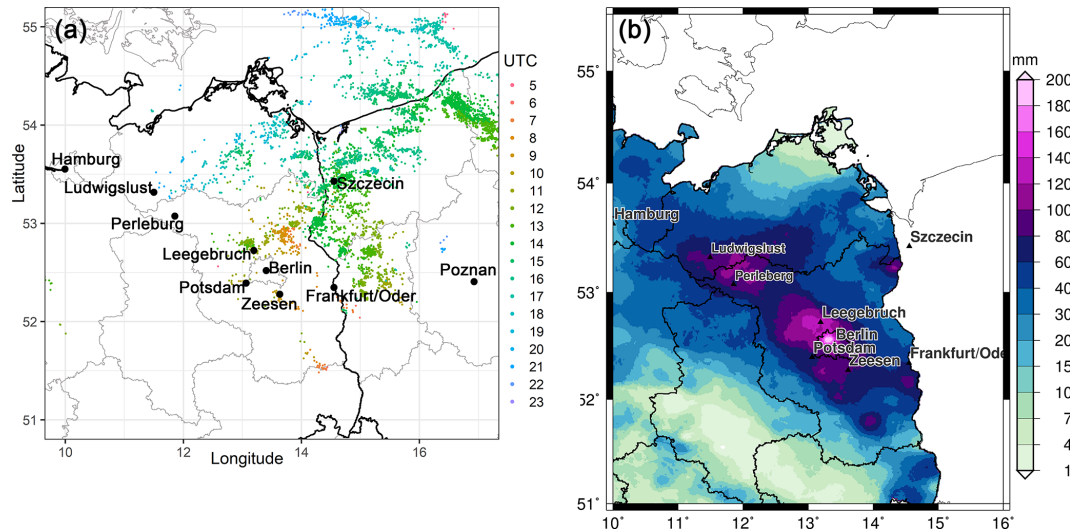 (a)
55
54
53
52
51
Latitude
10
12
14
16
Longitude
Hamburg
Ludwigslust
Perleburg
Szczecin
Leegebruch
Berlin
Potsdam
Zeesen
Frankfurt/Oder
Poznan
UTC
5
6
7
8
9
10
11
12
13
14
15
16
17
18
19
20
21
22
23
(b)
55°
54°
53°
52°
51°
10°
11°
12°
13°
14°
15°
16°
Hamburg
Szczecin
Ludwigslust
Perleberg
Leegebruch
Berlin
Potsdam
Zeesen
Frankfurt/Ode
mm
200
180
160
140
120
100
80
60
50
40
30
20
15
10
7
4
1